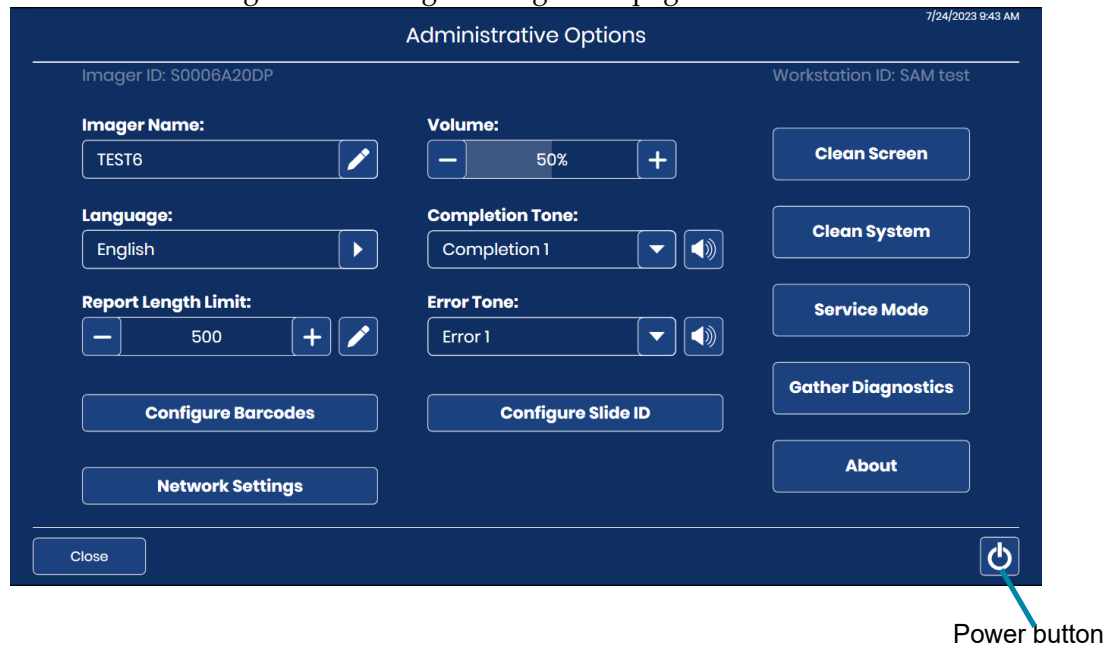 7/24/2023 9:43 AM
Administrative Options
Imager ID: S0006A20DP
Workstation ID: SAM test
Imager Name:
TEST6
Volume:
50%
Clean Screen
Language:
English
Completion Tone:
Completion 1
Clean System
Report Length Limit:
500
Error Tone:
Error 1
Service Mode
Configure Barcodes
Configure Slide ID
Gather Diagnostics
Network Settings
About
Close
Power button